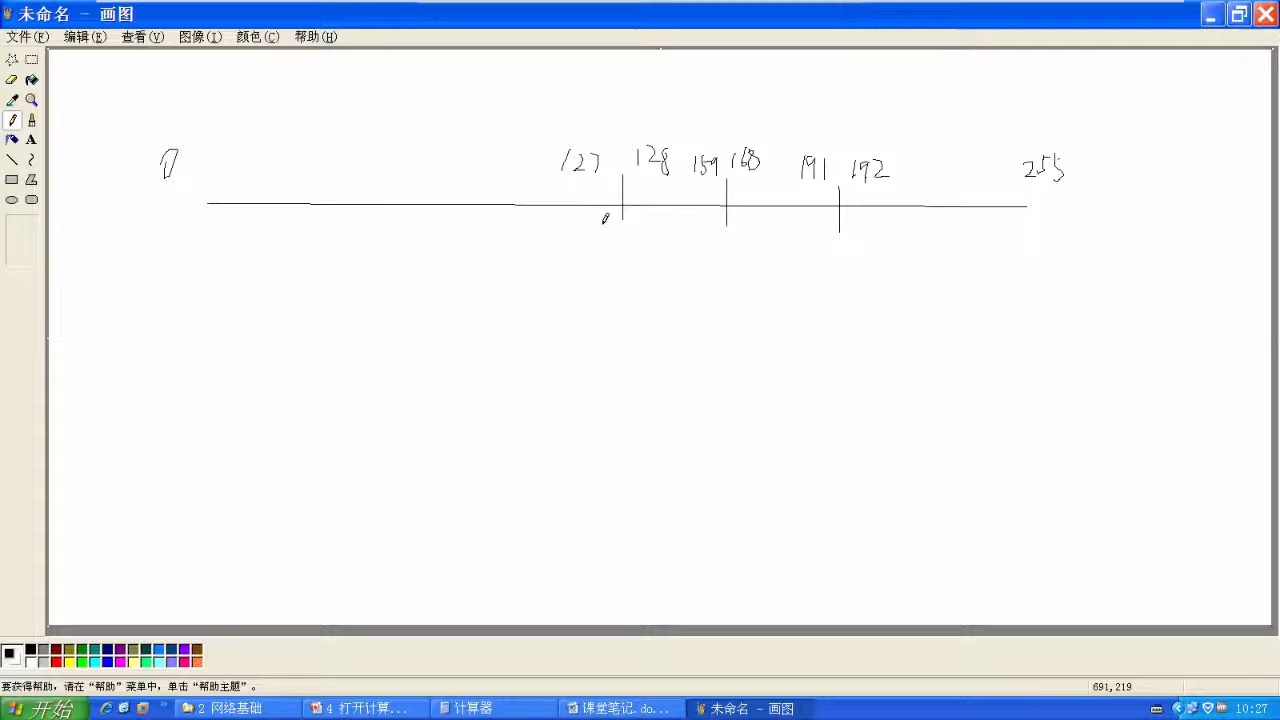 未命名 - 画图
文件(F) 编辑(E) 查看(V) 图像(I) 颜色(C) 帮助(H)
0 127 128 159 160 191 192 255
要获得帮助，请在“帮助”菜单中，单击“帮助主题”。 691,219
开始 2 网络基础 4 打开计算... 计算器 课堂笔记.do... 未命名 - 画图 10:27